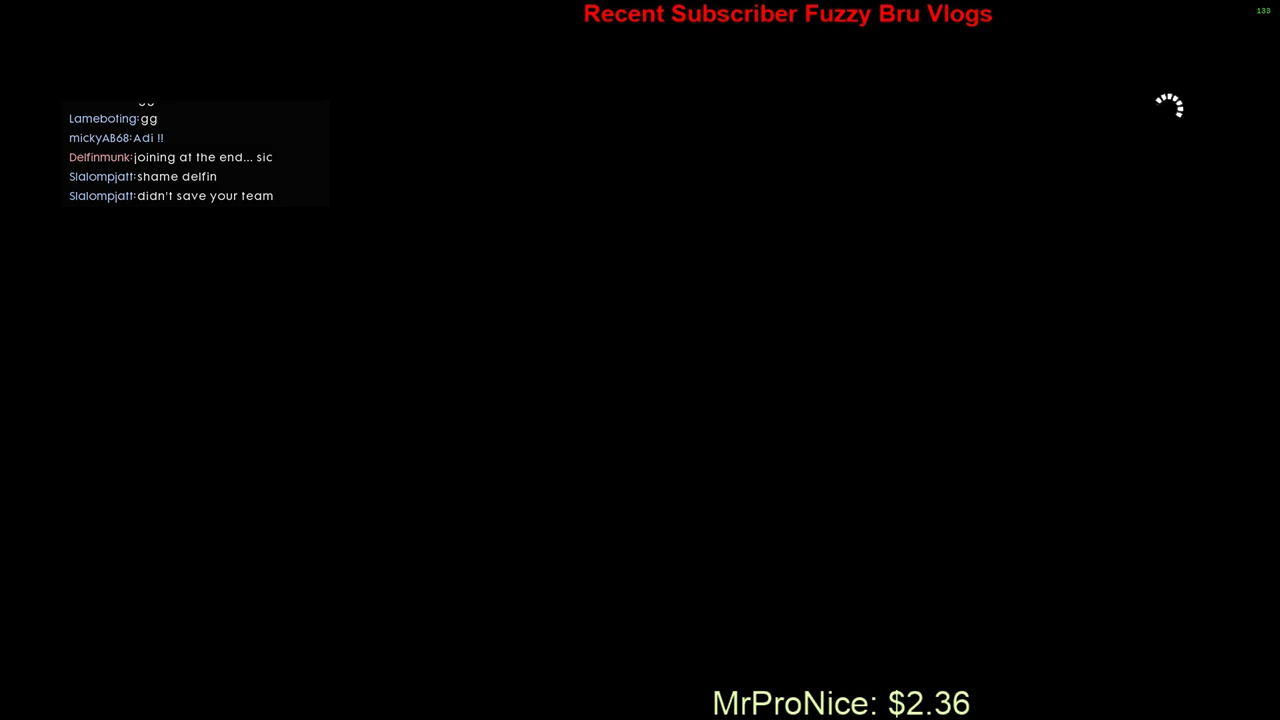 Recent Subscriber Fuzzy Bru Vlogs
133
Lameboting:gg
mickyAB68:Adi !!
Delfinmunk:joining at the end... sic
Slalompjatt:shame delfin
Slalompjatt:didn't save your team
MrProNice: $2.36